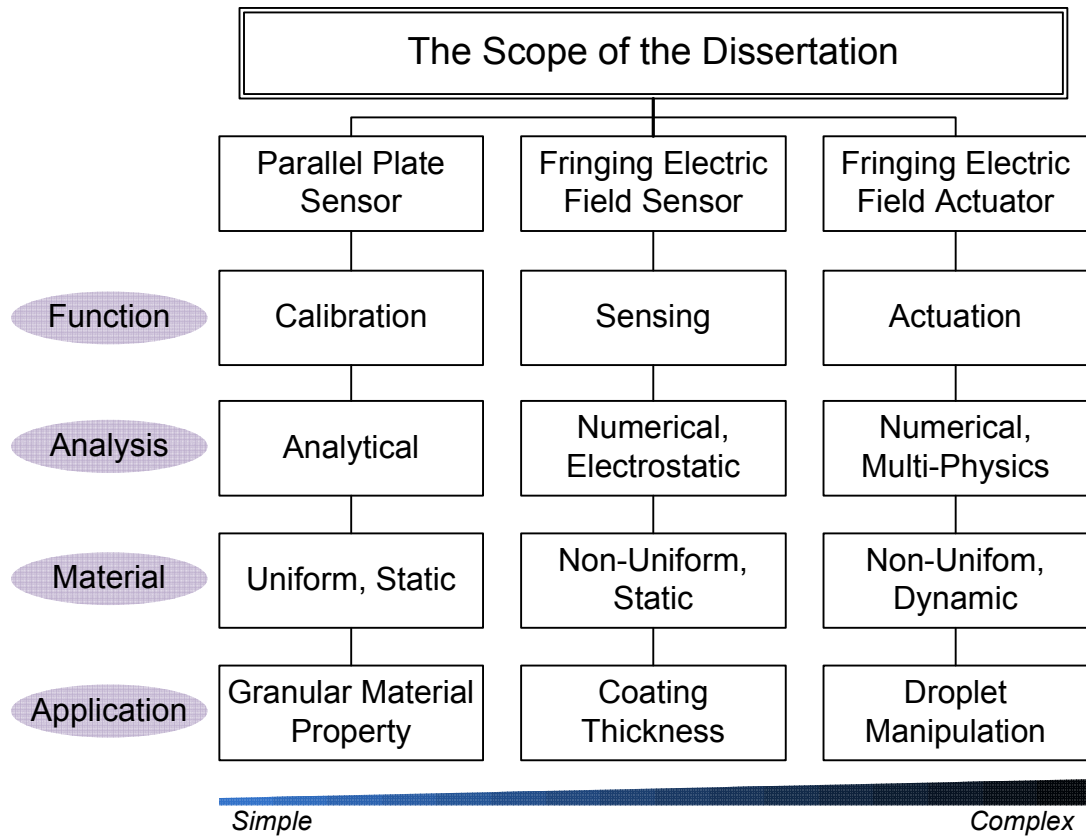 The Scope of the Dissertation
Parallel Plate
Sensor
Fringing Electric
Field Sensor
Fringing Electric
Field Actuator
Function
Calibration
Sensing
Actuation
Analysis
Analytical
Numerical,
Electrostatic
Numerical,
Multi-Physics
Material
Uniform, Static
Non-Uniform,
Static
Non-Unifom,
Dynamic
Application
Granular Material
Property
Coating
Thickness
Droplet
Manipulation
Simple
Complex